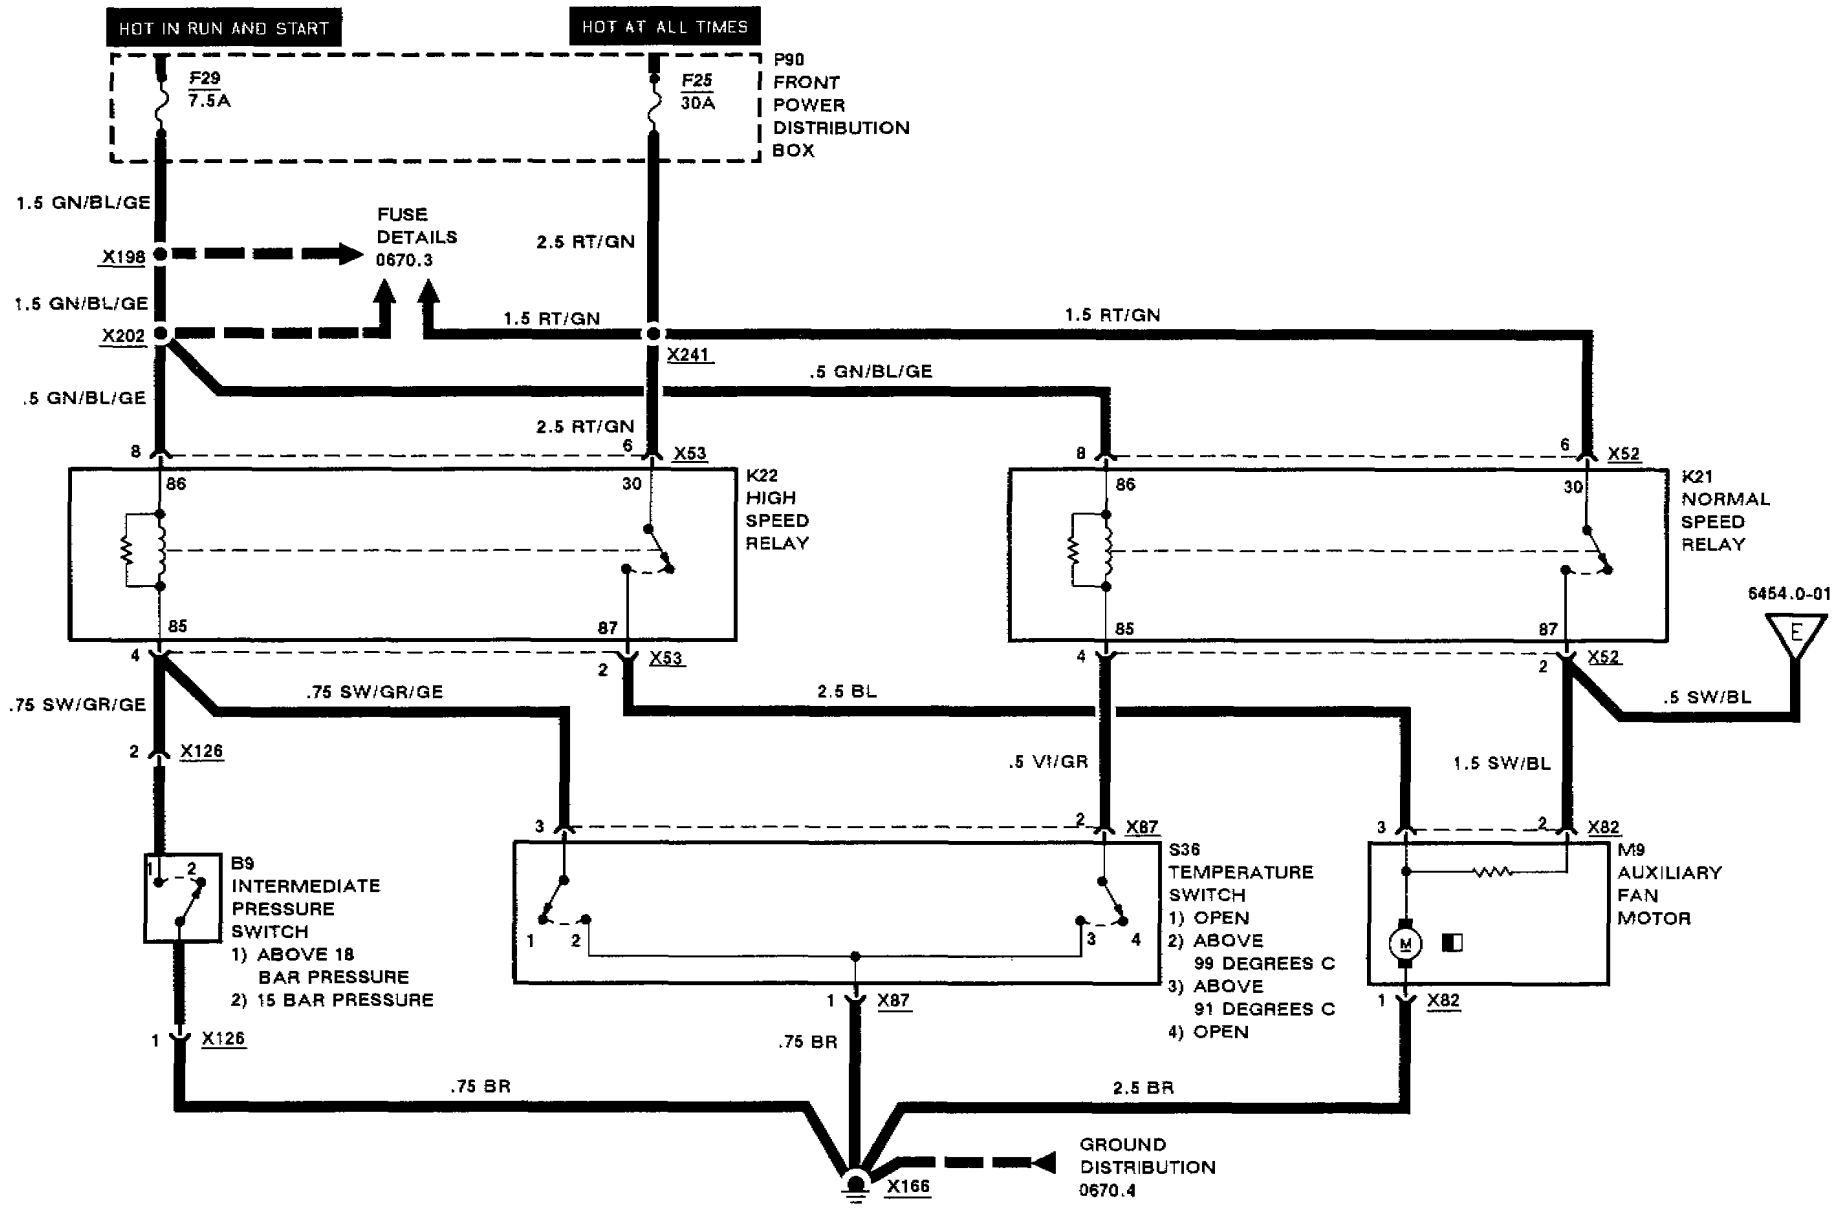 HOT IN RUN AND START
HOT AT ALL TIMES
P90
FRONT
POWER
DISTRIBUTION
BOX
F29
7.5A
F25
30A
1.5 GN/BL/GE
FUSE
DETAILS
0670.3
2.5 RT/GN
X198
1.5 GN/BL/GE
X202
1.5 RT/GN
X241
1.5 RT/GN
.5 GN/BL/GE
.5 GN/BL/GE
2.5 RT/GN
8
6
X53
8
6
X52
86
30
K22
HIGH
SPEED
RELAY
86
30
K21
NORMAL
SPEED
RELAY
85
87
85
87
6454.0-01
E
4
2
X53
4
2
X52
.75 SW/GR/GE
.75 SW/GR/GE
2.5 BL
.5 SW/BL
2
X126
.5 VI/GR
1.5 SW/BL
3
2
X87
3
2
X82
1
2
B9
INTERMEDIATE
PRESSURE
SWITCH
1) ABOVE 18
BAR PRESSURE
2) 15 BAR PRESSURE
1
2
3
4
S36
TEMPERATURE
SWITCH
1) OPEN
2) ABOVE
99 DEGREES C
3) ABOVE
91 DEGREES C
4) OPEN
M
M9
AUXILIARY
FAN
MOTOR
1
X126
1
X87
1
X82
.75 BR
.75 BR
2.5 BR
X166
GROUND
DISTRIBUTION
0670.4